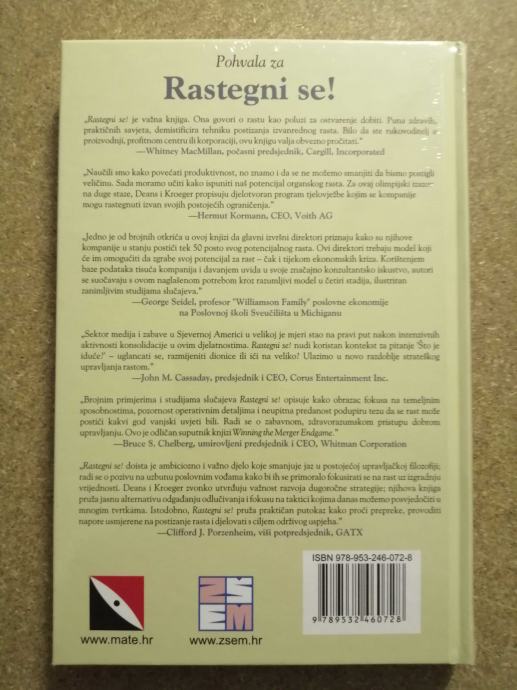 Pohvala za
Rastegni se!
„Rastegni se! je važna knjiga. Ona govori o rastu kao poluzi za ostvarenje dobiti. Puna zdravih,
praktičnih savjeta, demistificira tehniku postizanja izvanrednog rasta. Bilo da ste rukovoditelj u
proizvodnji, profitnom centru ili korporaciji, ovu knjigu valja obvezno pročitati."
—Whitney MacMillan, počasni predsjednik, Cargill, Incorporated
„Naučili smo kako povećati produktivnost, no znamo i da se ne možemo smanjiti da bismo postigli
veličinu. Sada moramo učiti kako ispuniti naš potencijal organskog rasta. Za ovaj olimpijski izazov
na duge staze, Deans i Kroeger propisuju djelotvoran program tjelovježbe kojim se kompanije
mogu rastegnuti izvan svojih postojećih ograničenja."
—Hermut Kormann, CEO, Voith AG
„Jedno je od brojnih otkrića u ovoj knjizi da glavni izvršni direktori priznaju kako su njihove
kompanije u stanju postići tek 50 posto svog potencijalnog rasta. Ovi direktori trebaju model koji
će im omogućiti da zgrabe svoj potencijal za rast – čak i tijekom ekonomskih kriza. Korištenjem
baze podataka tisuća kompanija i davanjem uvida u svoje značajno konzultantsko iskustvo, autori
se suočavaju s ovom naglašenom potrebom kroz razumljivi model u četiri stadija, ilustriran
zanimljivim studijama slučajeva."
—George Seidel, profesor "Williamson Family" poslovne ekonomije
na Poslovnoj školi Sveučilišta u Michiganu
„Sektor medija i zabave u Sjevernoj Americi u velikoj je mjeri stao na pravi put nakon intenzivnih
aktivnosti konsolidacije u ovim djelatnostima. Rastegni se! nudi koristan kontekst za pitanje 'Što je
iduće!' – uglancati se, razmijeniti dionice ili ići na veliko! Ulazimo u novo razdoblje strateškog
upravljanja rastom."
—John M. Cassaday, predsjednik i CEO, Corus Entertainment Inc.
„Brojnim primjerima i studijama slučajeva Rastegni se! opisuje kako obrazac fokusa na temeljnim
sposobnostima, pozornost operativnim detaljima i neupitna predanost podupiru tezu da se rast može
postići kakvi god vanjski uvjeti bili. Radi se o zabavnom, zdravorazumskom pristupu dobrom
upravljanju. Ovo je odličan suputnik knjizi Winning the Merger Endgame."
—Bruce S. Chelberg, umirovljeni predsjednik i CEO, Whitman Corporation
„Rastegni se! doista je ambiciozno i važno djelo koje smanjuje jaz u postojećoj upravljačkoj filozofiji;
radi se o pozivu na uzbunu poslovnim vođama kako bi ih se primoralo fokusirati se na rast uz izgradnju
vrijednosti. Deans i Kroeger zvonko utvrđuju važnost razvoja dugoročne strategije; njihova knjiga
pruža jasnu alternativu odgađanju odlučivanja i fokusu na taktici kojima danas možemo posvjedočiti u
mnogim tvrtkama. Istodobno, Rastegni se! pruža praktičan putokaz kako proći prepreke, provoditi
napore usmjerene na postizanje rasta i djelovati s ciljem održivog uspjeha."
—Clifford J. Porzenheim, viši potpredsjednik, GATX
ISBN 978-953-246-072-8
9 789532 460728
ZS
EM
www.mate.hr
www.zsem.hr